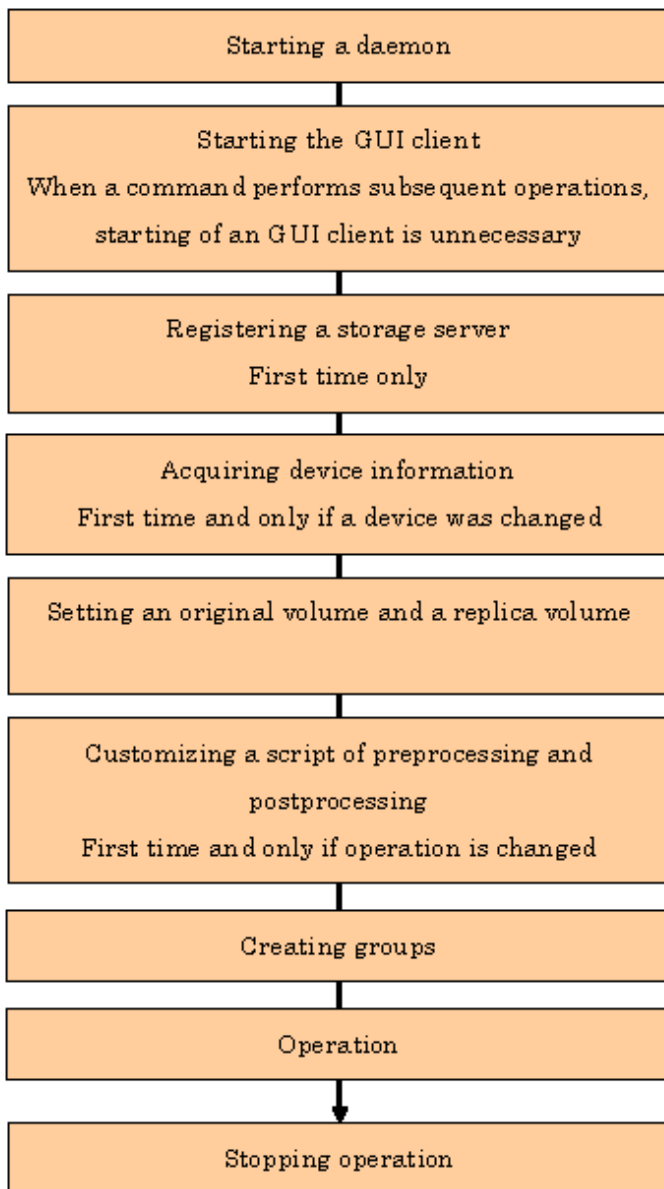 Starting a daemon
Starting the GUI client
When a command performs subsequent operations,
starting of an GUI client is unnecessary
Registering a storage server
First time only
Acquiring device information
First time and only if a device was changed
Setting an original volume and a replica volume
Customizing a script of preprocessing and
postprocessing
First time and only if operation is changed
Creating groups
Operation
Stopping operation